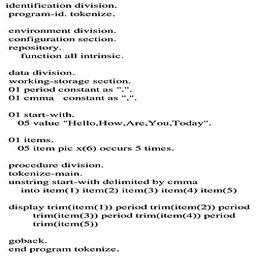 identification division.
program-id. tokenize.
environment division.
configuration section.
repository.
function all intrinsic.
data division.
working-storage section.
01 period constant as ".".
01 cmma constant as ",".
01 start-with.
05 value "Hello,How,Are,You,Today".
01 items.
05 item pic x(6) occurs 5 times.
procedure division.
tokenize-main.
unstring start-with delimited by cmma
into item(1) item(2) item(3) item(4) item(5)
display trim(item(1)) period trim(item(2)) period
trim(item(3)) period trim(item(4)) period
trim(item(5))
goback.
end program tokenize.